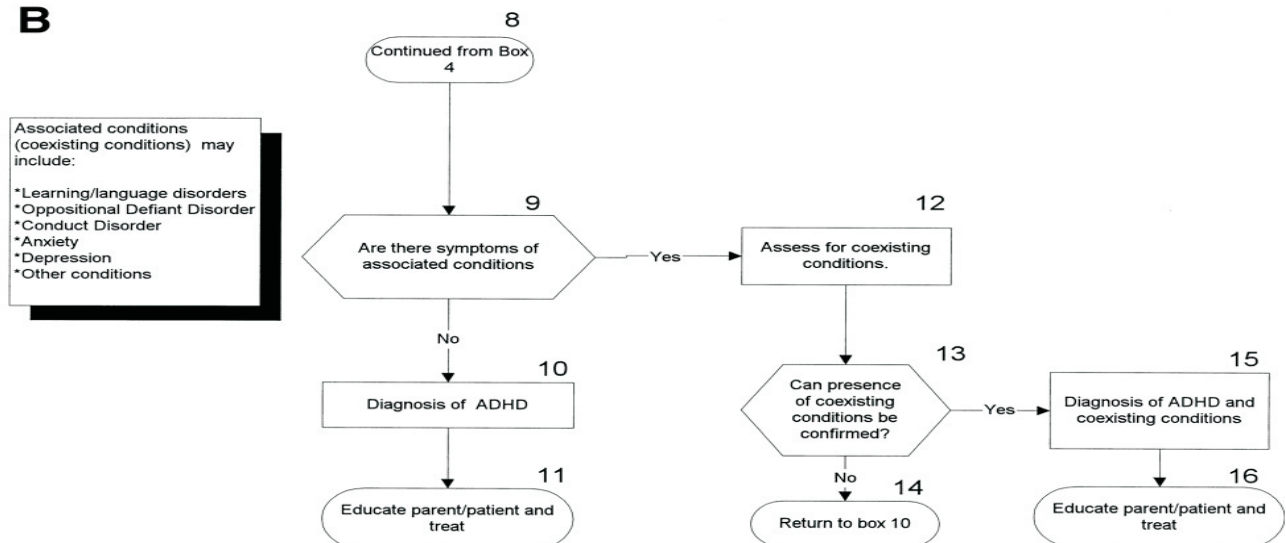 B
8
Continued from Box
4
Associated conditions
(coexisting conditions) may
include:
*Learning/language disorders
*Oppositional Defiant Disorder
*Conduct Disorder
*Anxiety
*Depression
*Other conditions
9
Are there symptoms of
associated conditions
Yes
12
Assess for coexisting
conditions.
No
10
Diagnosis of ADHD
11
Educate parent/patient and
treat
13
Can presence
of coexisting
conditions be
confirmed?
Yes
15
Diagnosis of ADHD and
coexisting conditions
No
14
Return to box 10
16
Educate parent/patient and
treat